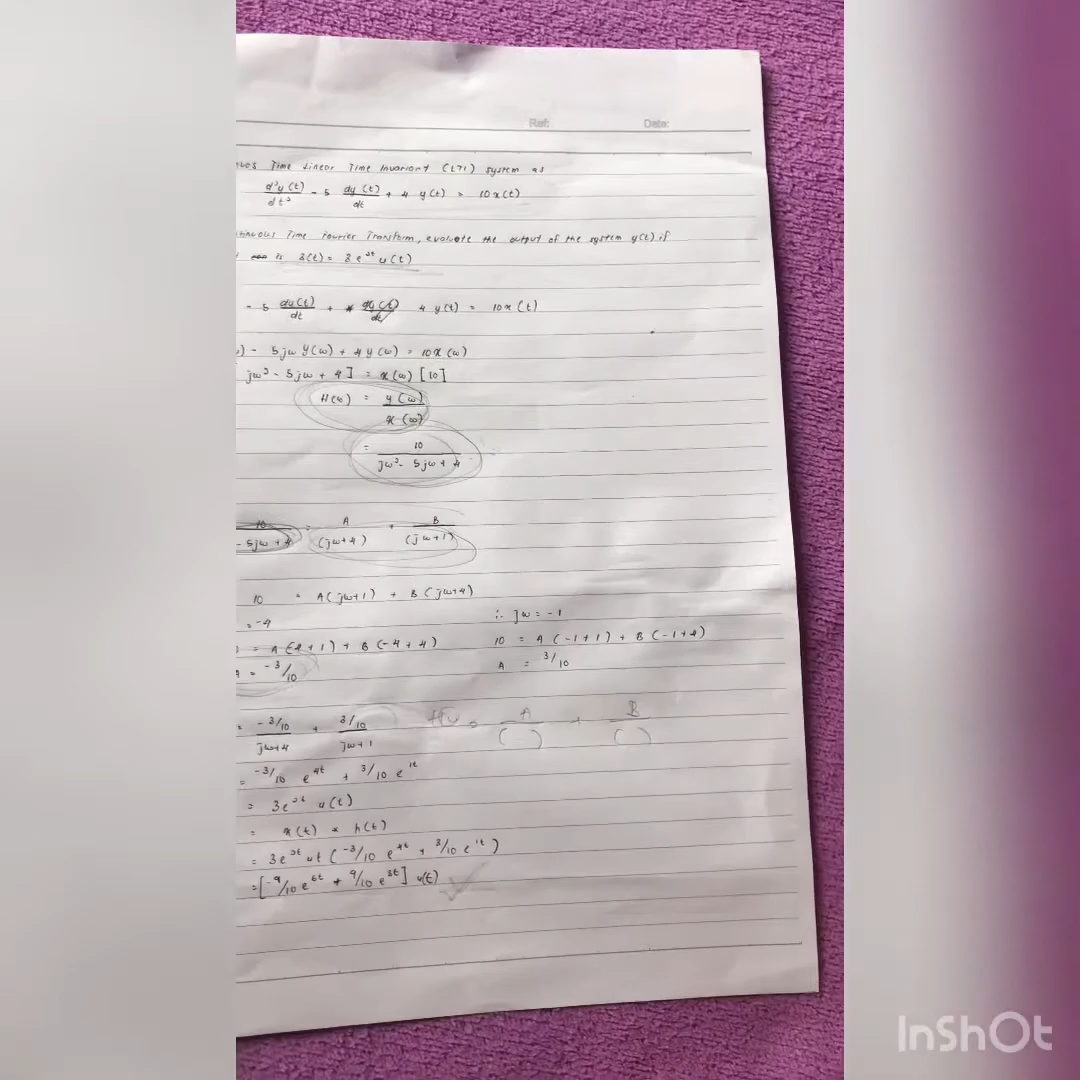 Ref: Date:
Time Linear Time Invariant (LTI) system as
d²y(t)/dt² - 5 dy(t)/dt + 4 y(t) = 10x(t)
Time Fourier Transform, evaluate the output of the system y(t) if
is
- 5 dy(t)/dt + 4 y(t) = 10x(t)
) - 5jω Y(ω) + 4 Y(ω) = 10X(ω)
jω² - 5jω + 4] = X(ω) [10]
H(ω) = Y(ω)/X(ω)
= 10/(jω² - 5jω + 4)
10/(- 5jω + 4) = A/(jω+4) + B/(jω+1)
10 = A(jω+1) + B(jω+4)
= -4 ∴ jω = -1
= A(-4+1) + B(-4+4) 10 = A(-1+1) + B(-1+4)
= -3/10 A = 3/10
= (-3/10)/(jω+4) + (3/10)/(jω+1) A/( ) + B/( )
= -3/10 e^4t + 3/10 e^1t
= 3e^2t u(t)
= x(t) * h(t)
= 3e^2t ut (-3/10 e^4t + 3/10 e^1t)
= [-9/10 e^6t + 9/10 e^3t] u(t)
InShOt